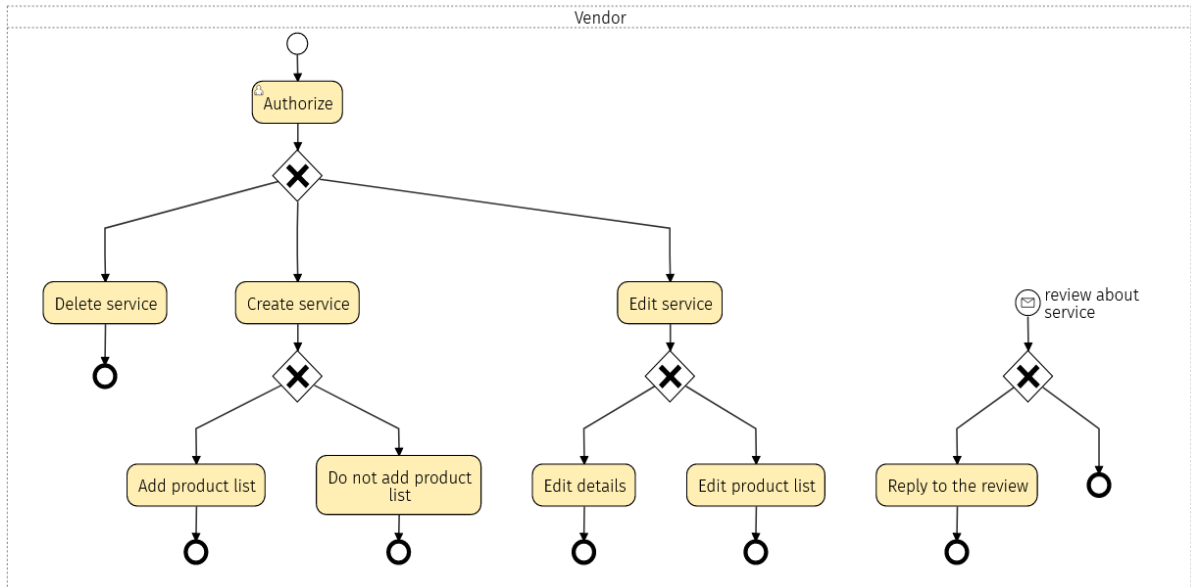 Vendor
Authorize
Delete service
Create service
Edit service
review about
service
Add product list
Do not add product
list
Edit details
Edit product list
Reply to the review